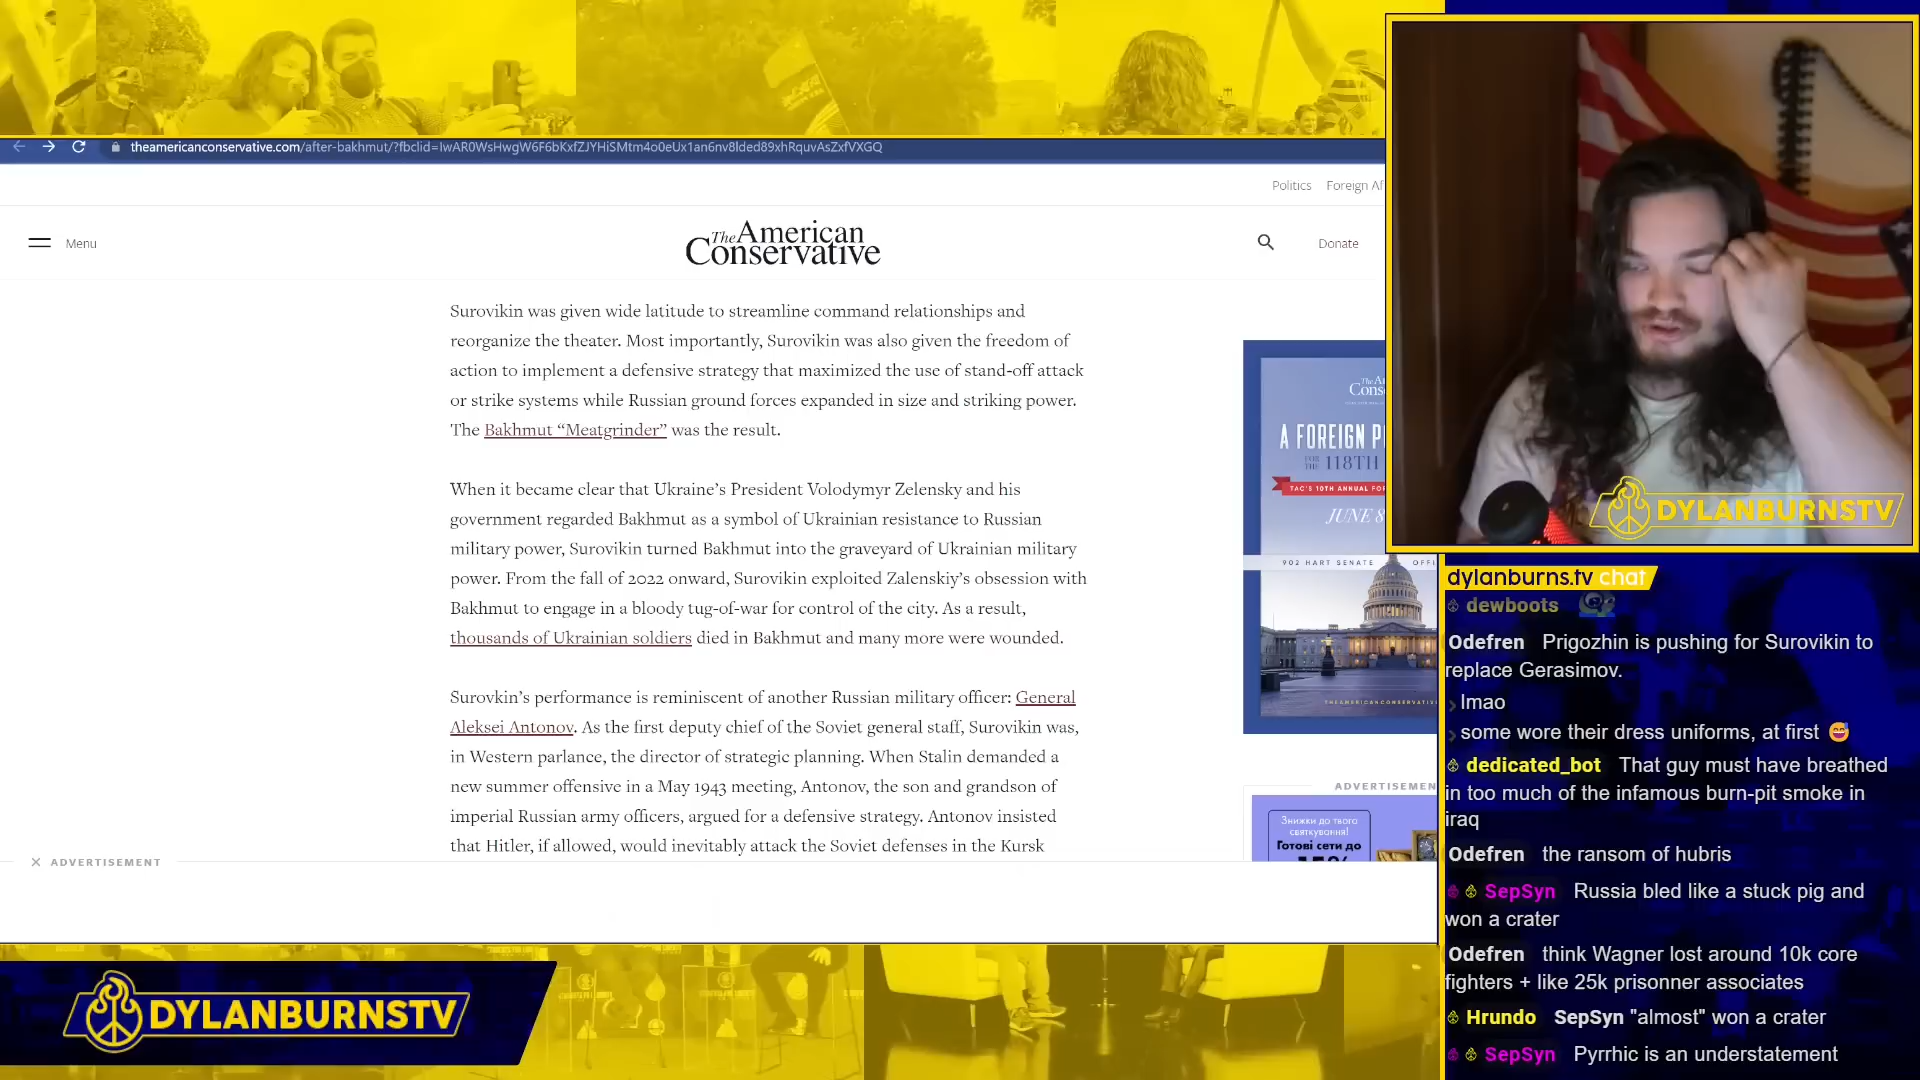 theamericanconservative.com/after-bakhmut/?fbclid=IwAR0WsHwgW6F6bKxfZJYHiSMtm4o0eUx1an6nv8lded89xhRquvAsZxfVXGQ
Politics Foreign Af
Menu
The American
Conservative
Donate
Surovikin was given wide latitude to streamline command relationships and
reorganize the theater. Most importantly, Surovikin was also given the freedom of
action to implement a defensive strategy that maximized the use of stand-off attack
or strike systems while Russian ground forces expanded in size and striking power.
The Bakhmut “Meatgrinder” was the result.
When it became clear that Ukraine’s President Volodymyr Zelensky and his
government regarded Bakhmut as a symbol of Ukrainian resistance to Russian
military power, Surovikin turned Bakhmut into the graveyard of Ukrainian military
power. From the fall of 2022 onward, Surovikin exploited Zalenskiy’s obsession with
Bakhmut to engage in a bloody tug-of-war for control of the city. As a result,
thousands of Ukrainian soldiers died in Bakhmut and many more were wounded.
Surovkin’s performance is reminiscent of another Russian military officer: General
Aleksei Antonov. As the first deputy chief of the Soviet general staff, Surovikin was,
in Western parlance, the director of strategic planning. When Stalin demanded a
new summer offensive in a May 1943 meeting, Antonov, the son and grandson of
imperial Russian army officers, argued for a defensive strategy. Antonov insisted
that Hitler, if allowed, would inevitably attack the Soviet defenses in the Kursk
ADVERTISEMENT
The Am
Cons
A FOREIGN P
FOR THE 118TH
TAC'S 10TH ANNUAL FOR
JUNE 8
902 HART SENATE OFFI
THEAMERICANCONSERVATIV
ADVERTISEMEN
Знижки до твого
святкування!
Готові сети до
DYLANBURNSTV
DYLANBURNSTV
dylanburns.tv chat
dewboots
Odefren Prigozhin is pushing for Surovikin to
replace Gerasimov.
lmao
some wore their dress uniforms, at first 😅
dedicated_bot That guy must have breathed
in too much of the infamous burn-pit smoke in
iraq
Odefren the ransom of hubris
SepSyn Russia bled like a stuck pig and
won a crater
Odefren think Wagner lost around 10k core
fighters + like 25k prisonner associates
Hrundo SepSyn "almost" won a crater
SepSyn Pyrrhic is an understatement